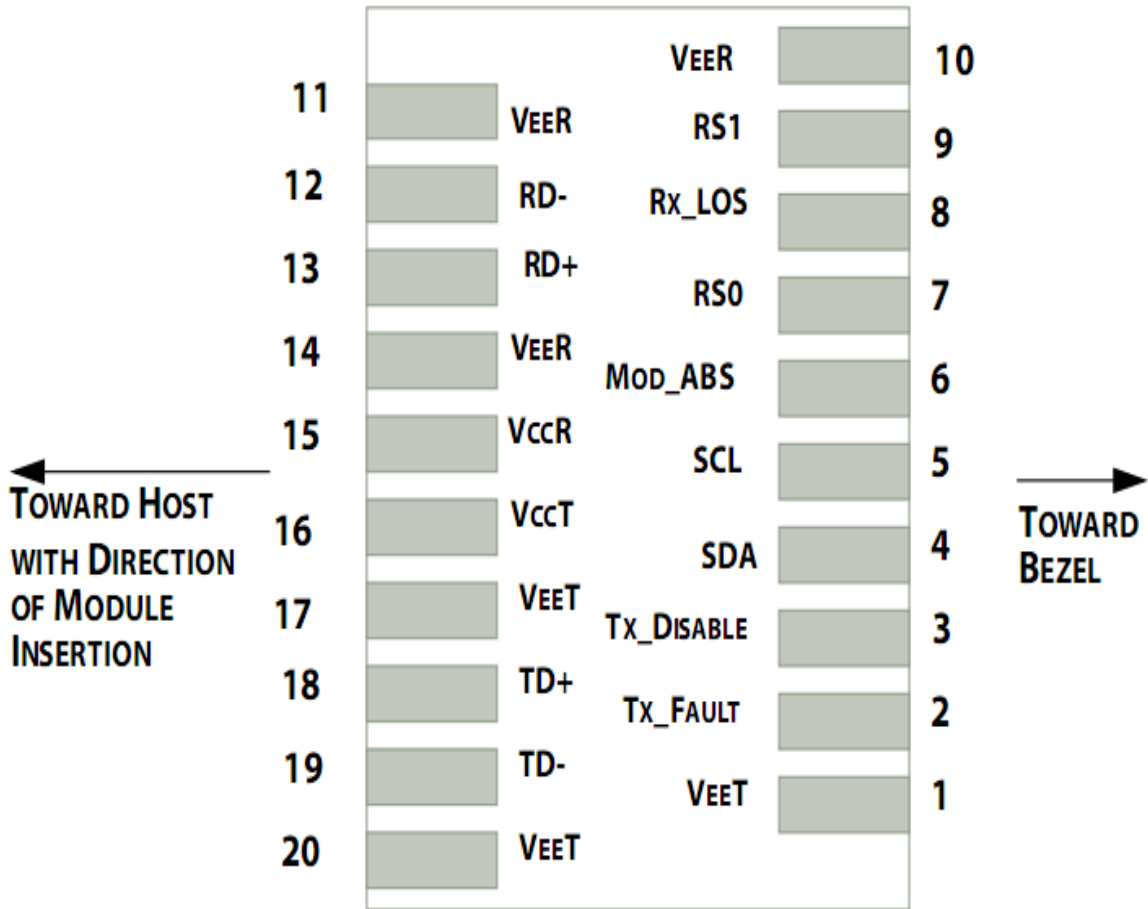 VEER 10
11 VEER
RS1 9
12 RD-
Rx_LOS 8
13 RD+
RS0 7
14 VEER
MOD_ABS 6
15 VCCR
SCL 5
16 VCCT
SDA 4
17 VEET
TX_DISABLE 3
18 TD+
TX_FAULT 2
19 TD-
VEET 1
20 VEET
TOWARD HOST
WITH DIRECTION
OF MODULE
INSERTION
TOWARD
BEZEL